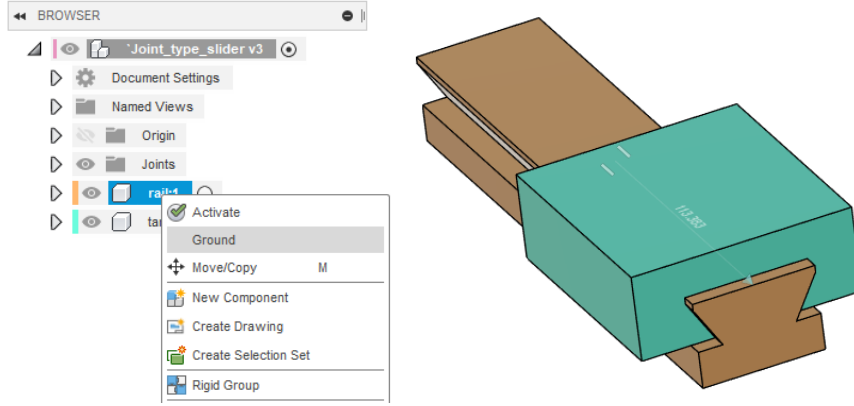 BROWSER
`Joint_type_slider v3
Document Settings
Named Views
Origin
Joints
rail:1
Activate
Ground
Move/Copy M
New Component
Create Drawing
Create Selection Set
Rigid Group